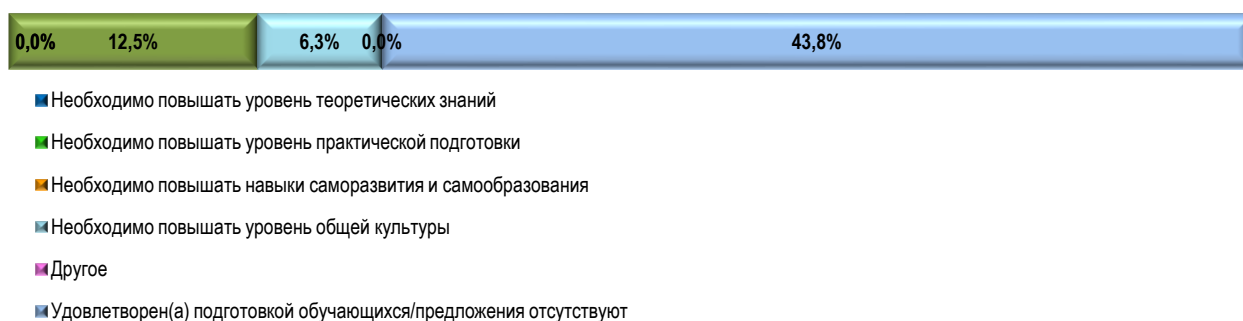 0,0% 12,5% 6,3% 0,0% 43,8%
Необходимо повышать уровень теоретических знаний
Необходимо повышать уровень практической подготовки
Необходимо повышать навыки саморазвития и самообразования
Необходимо повышать уровень общей культуры
Другое
Удовлетворен(а) подготовкой обучающихся/предложения отсутствуют